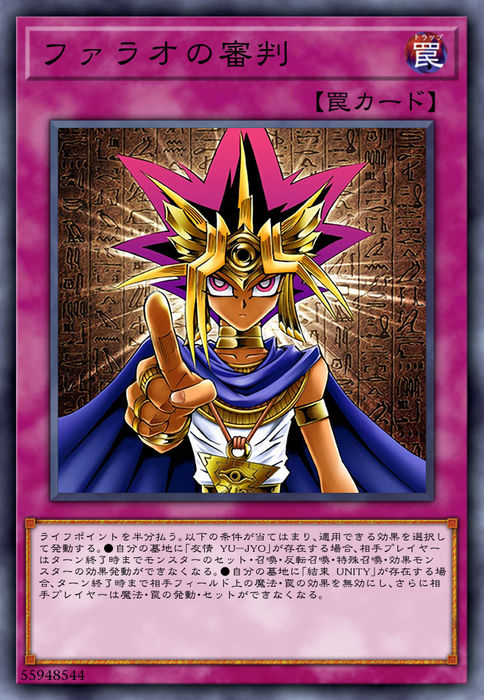 ファラオの審判
トラップ
罠
【罠カード】
ライフポイントを半分払う。以下の条件が当てはまり、適用できる効果を選択し
て発動する。●自分の墓地に「友情 YU－JYO」が存在する場合、相手プレイヤー
はターン終了時までモンスターのセット・召喚・反転召喚・特殊召喚・効果モン
スターの効果発動ができなくなる。●自分の墓地に「結束 UNITY」が存在する場
合、ターン終了時まで相手フィールド上の魔法・罠の効果を無効にし、さらに相
手プレイヤーは魔法・罠の発動・セットができなくなる。
55948544